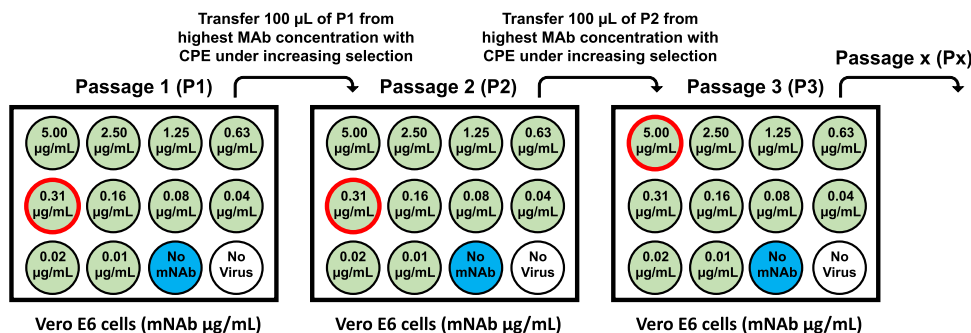 Transfer 100 µL of P1 from
highest MAb concentration with
CPE under increasing selection
Transfer 100 µL of P2 from
highest MAb concentration with
CPE under increasing selection
Passage 1 (P1)
Passage 2 (P2)
Passage 3 (P3)
Passage x (Px)
5.00 µg/mL
2.50 µg/mL
1.25 µg/mL
0.63 µg/mL
0.31 µg/mL
0.16 µg/mL
0.08 µg/mL
0.04 µg/mL
0.02 µg/mL
0.01 µg/mL
No mNAb
No Virus
Vero E6 cells (mNAb µg/mL)
5.00 µg/mL
2.50 µg/mL
1.25 µg/mL
0.63 µg/mL
0.31 µg/mL
0.16 µg/mL
0.08 µg/mL
0.04 µg/mL
0.02 µg/mL
0.01 µg/mL
No mNAb
No Virus
Vero E6 cells (mNAb µg/mL)
5.00 µg/mL
2.50 µg/mL
1.25 µg/mL
0.63 µg/mL
0.31 µg/mL
0.16 µg/mL
0.08 µg/mL
0.04 µg/mL
0.02 µg/mL
0.01 µg/mL
No mNAb
No Virus
Vero E6 cells (mNAb µg/mL)